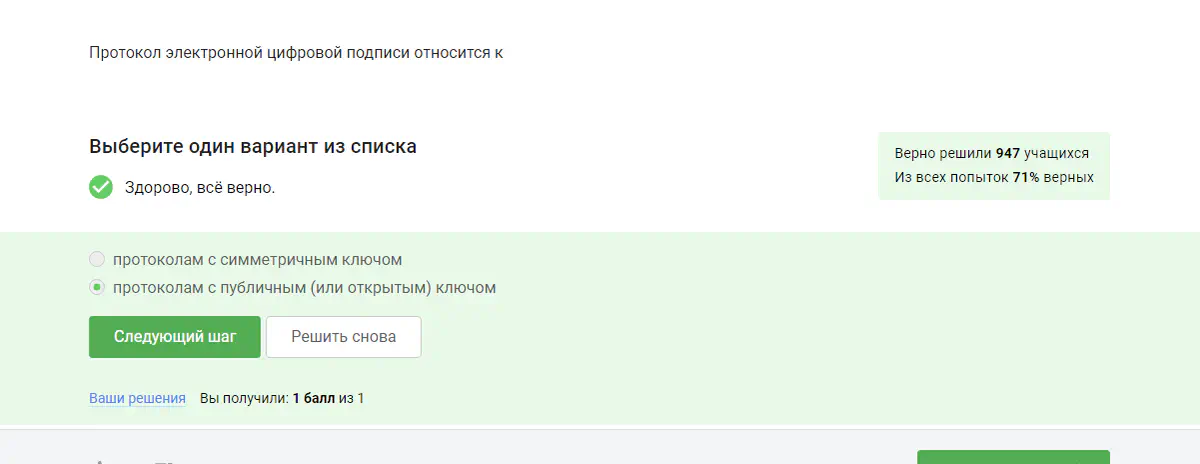 Протокол электронной цифровой подписи относится к
Выберите один вариант из списка
Здорово, всё верно.
Верно решили 947 учащихся
Из всех попыток 71% верных
протоколам с симметричным ключом
протоколам с публичным (или открытым) ключом
Следующий шаг
Решить снова
Ваши решения Вы получили: 1 балл из 1